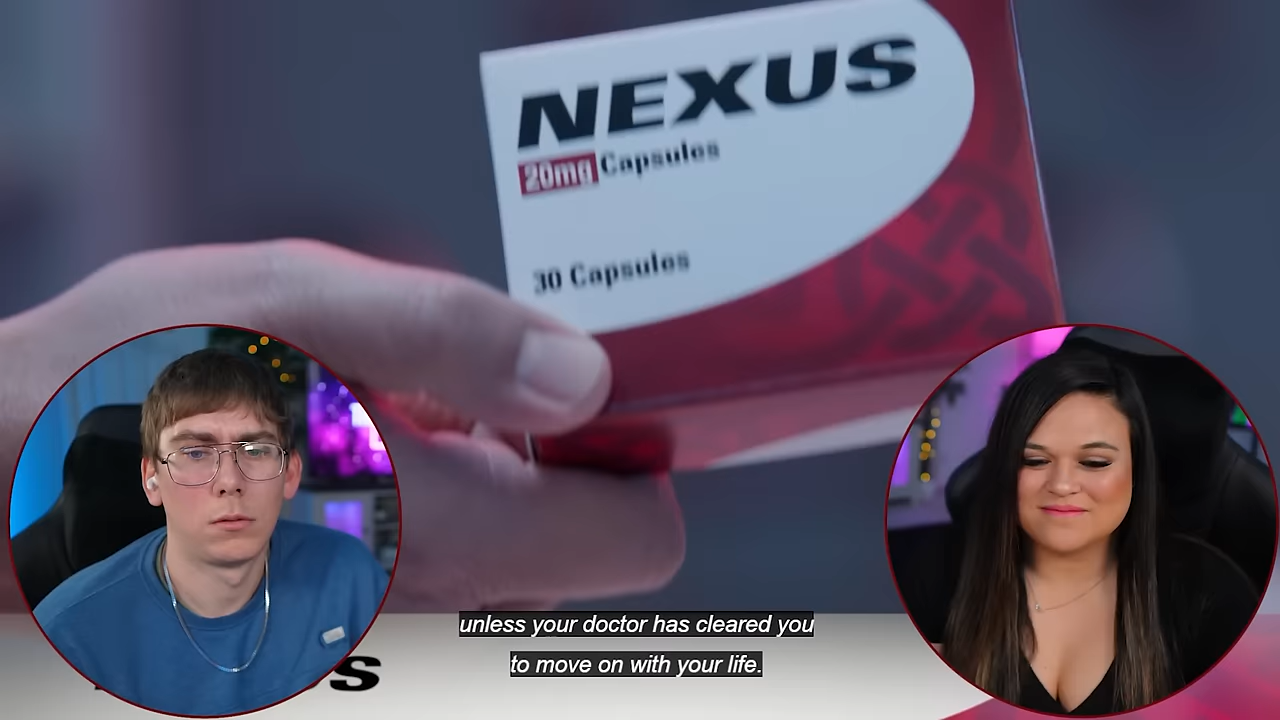 NEXUS
20mg Capsules
30 Capsules
unless your doctor has cleared you
to move on with your life.